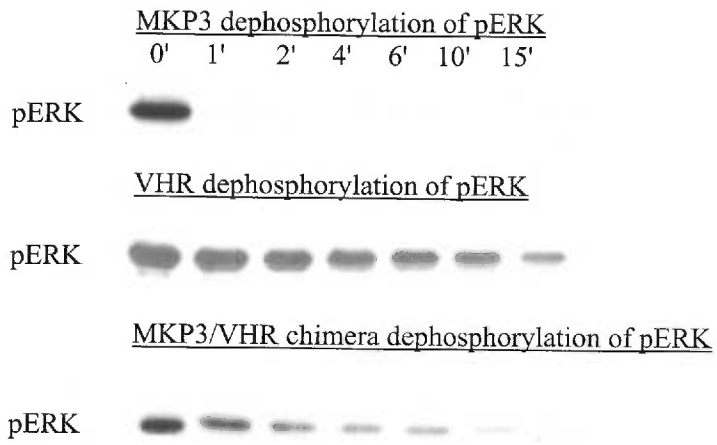 MKP3 dephosphorylation of pERK
0' 1' 2' 4' 6' 10' 15'
pERK
VHR dephosphorylation of pERK
pERK
MKP3/VHR chimera dephosphorylation of pERK
pERK